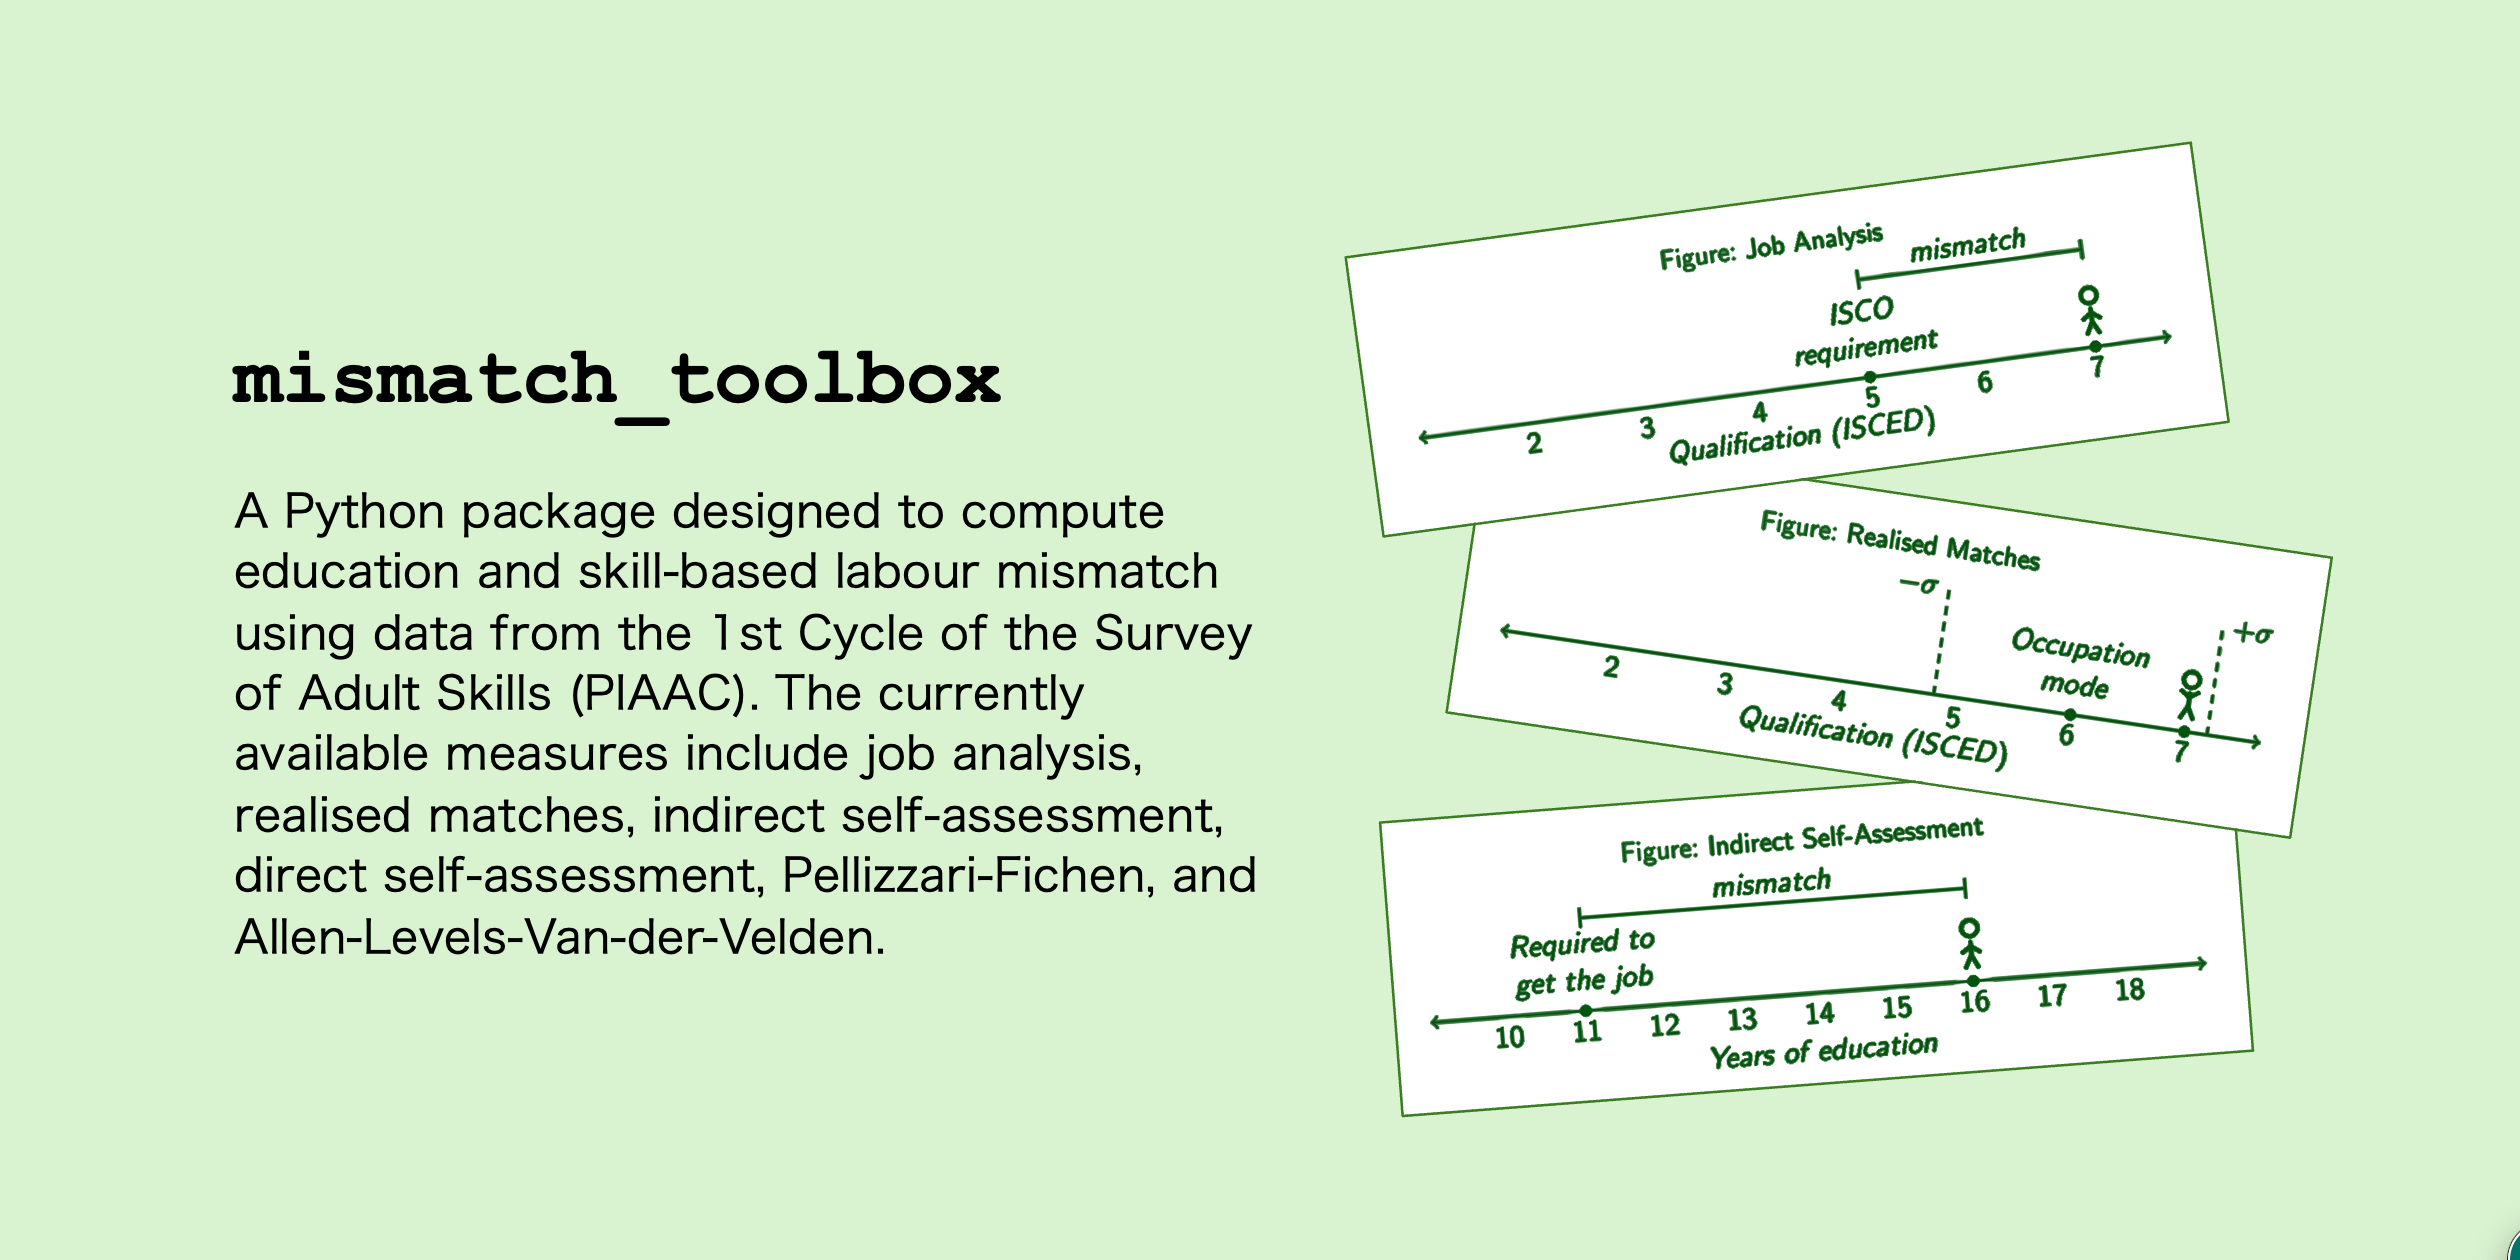 mismatch_toolbox
A Python package designed to compute
education and skill-based labour mismatch
using data from the 1st Cycle of the Survey
of Adult Skills (PIAAC). The currently
available measures include job analysis,
realised matches, indirect self-assessment,
direct self-assessment, Pellizzari-Fichen, and
Allen-Levels-Van-der-Velden.
Figure: Job Analysis
mismatch
ISCO
requirement
2 3 4 5 6 7
Qualification (ISCED)
Figure: Realised Matches
−σ
+σ
Occupation
mode
2 3 4 5 6 7
Qualification (ISCED)
Figure: Indirect Self-Assessment
mismatch
Required to
get the job
10 11 12 13 14 15 16 17 18
Years of education